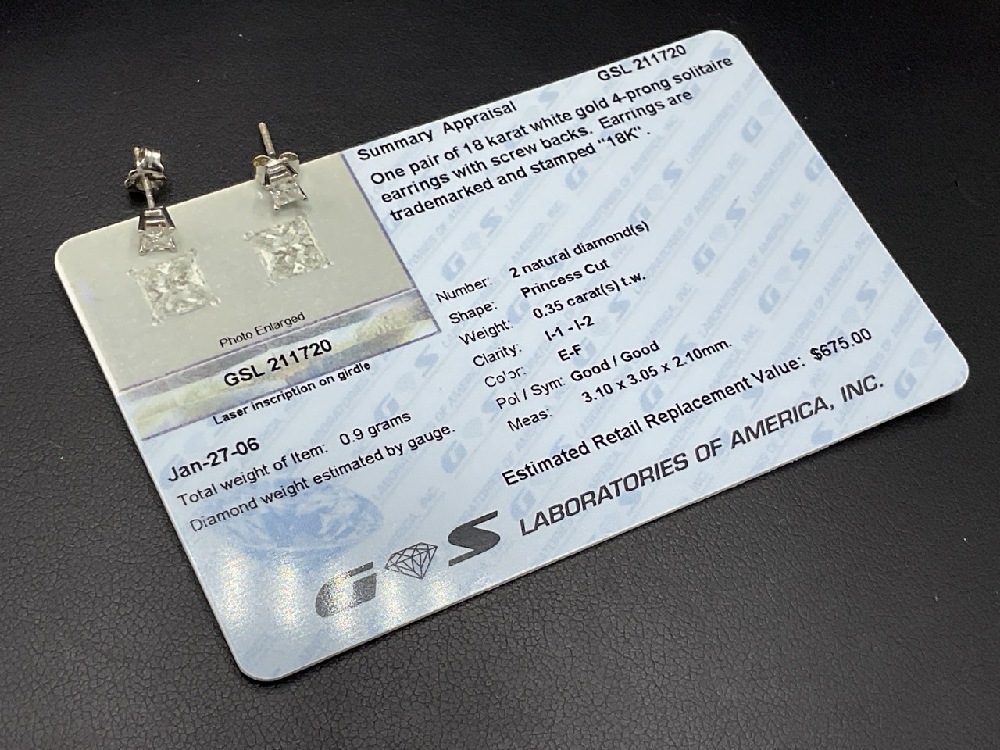 GSL 211720
Summary Appraisal
One pair of 18 karat white gold 4-prong solitaire
earrings with screw backs. Earrings are
trademarked and stamped "18K".
Number: 2 natural diamond(s)
Shape: Princess Cut
Weight: 0.35 carat(s) t.w.
Clarity: I-1 - I-2
Color: E-F
Pol / Sym: Good / Good
Meas: 3.10 x 3.05 x 2.10mm.
Estimated Retail Replacement Value: $675.00
Photo Enlarged
GSL 211720
Laser inscription on girdle
Jan-27-06
Total weight of Item: 0.9 grams
Diamond weight estimated by gauge.
G S LABORATORIES OF AMERICA, INC.